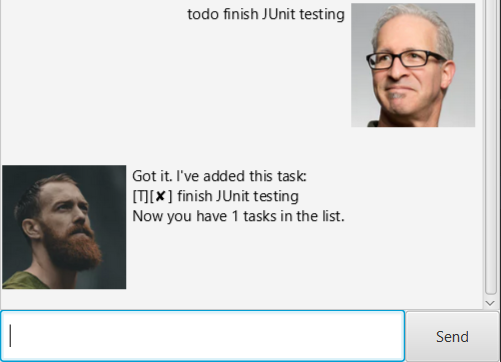 todo finish JUnit testing
Got it. I've added this task:
[T][✘] finish JUnit testing
Now you have 1 tasks in the list.
Send